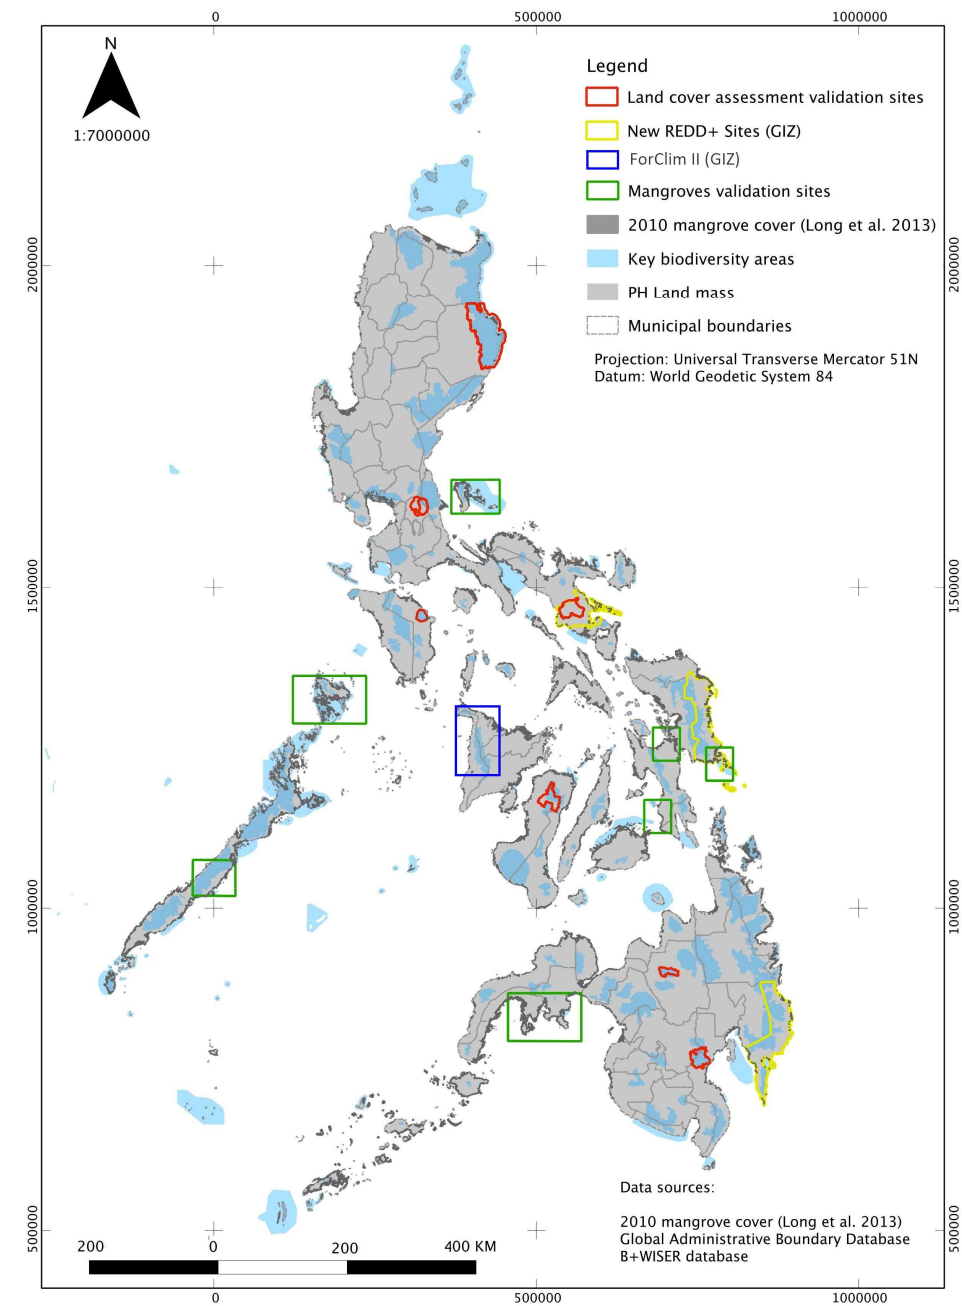 0 500000 1000000
N
1:7000000
Legend
Land cover assessment validation sites
New REDD+ Sites (GIZ)
ForClim II (GIZ)
Mangroves validation sites
2010 mangrove cover (Long et al. 2013)
Key biodiversity areas
PH Land mass
Municipal boundaries
Projection: Universal Transverse Mercator 51N
Datum: World Geodetic System 84
2000000 2000000
1500000 1500000
1000000 1000000
500000 500000
Data sources:
2010 mangrove cover (Long et al. 2013)
Global Administrative Boundary Database
B+WISER database
200 0 200 400 KM
0 500000 1000000